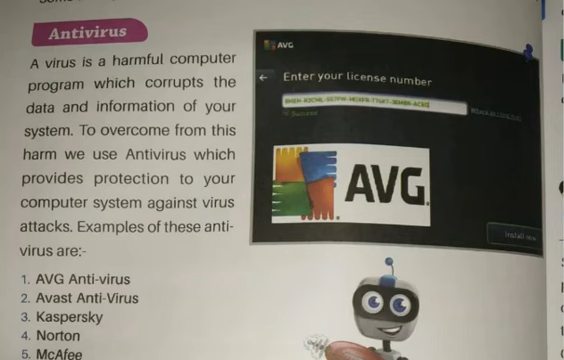 Antivirus
A virus is a harmful computer
program which corrupts the
data and information of your
system. To overcome from this
harm we use Antivirus which
provides protection to your
computer system against virus
attacks. Examples of these anti-
virus are:-
1. AVG Anti-virus
2. Avast Anti-Virus
3. Kaspersky
4. Norton
5. McAfee
AVG
Enter your license number
Success
AVG.
Install now